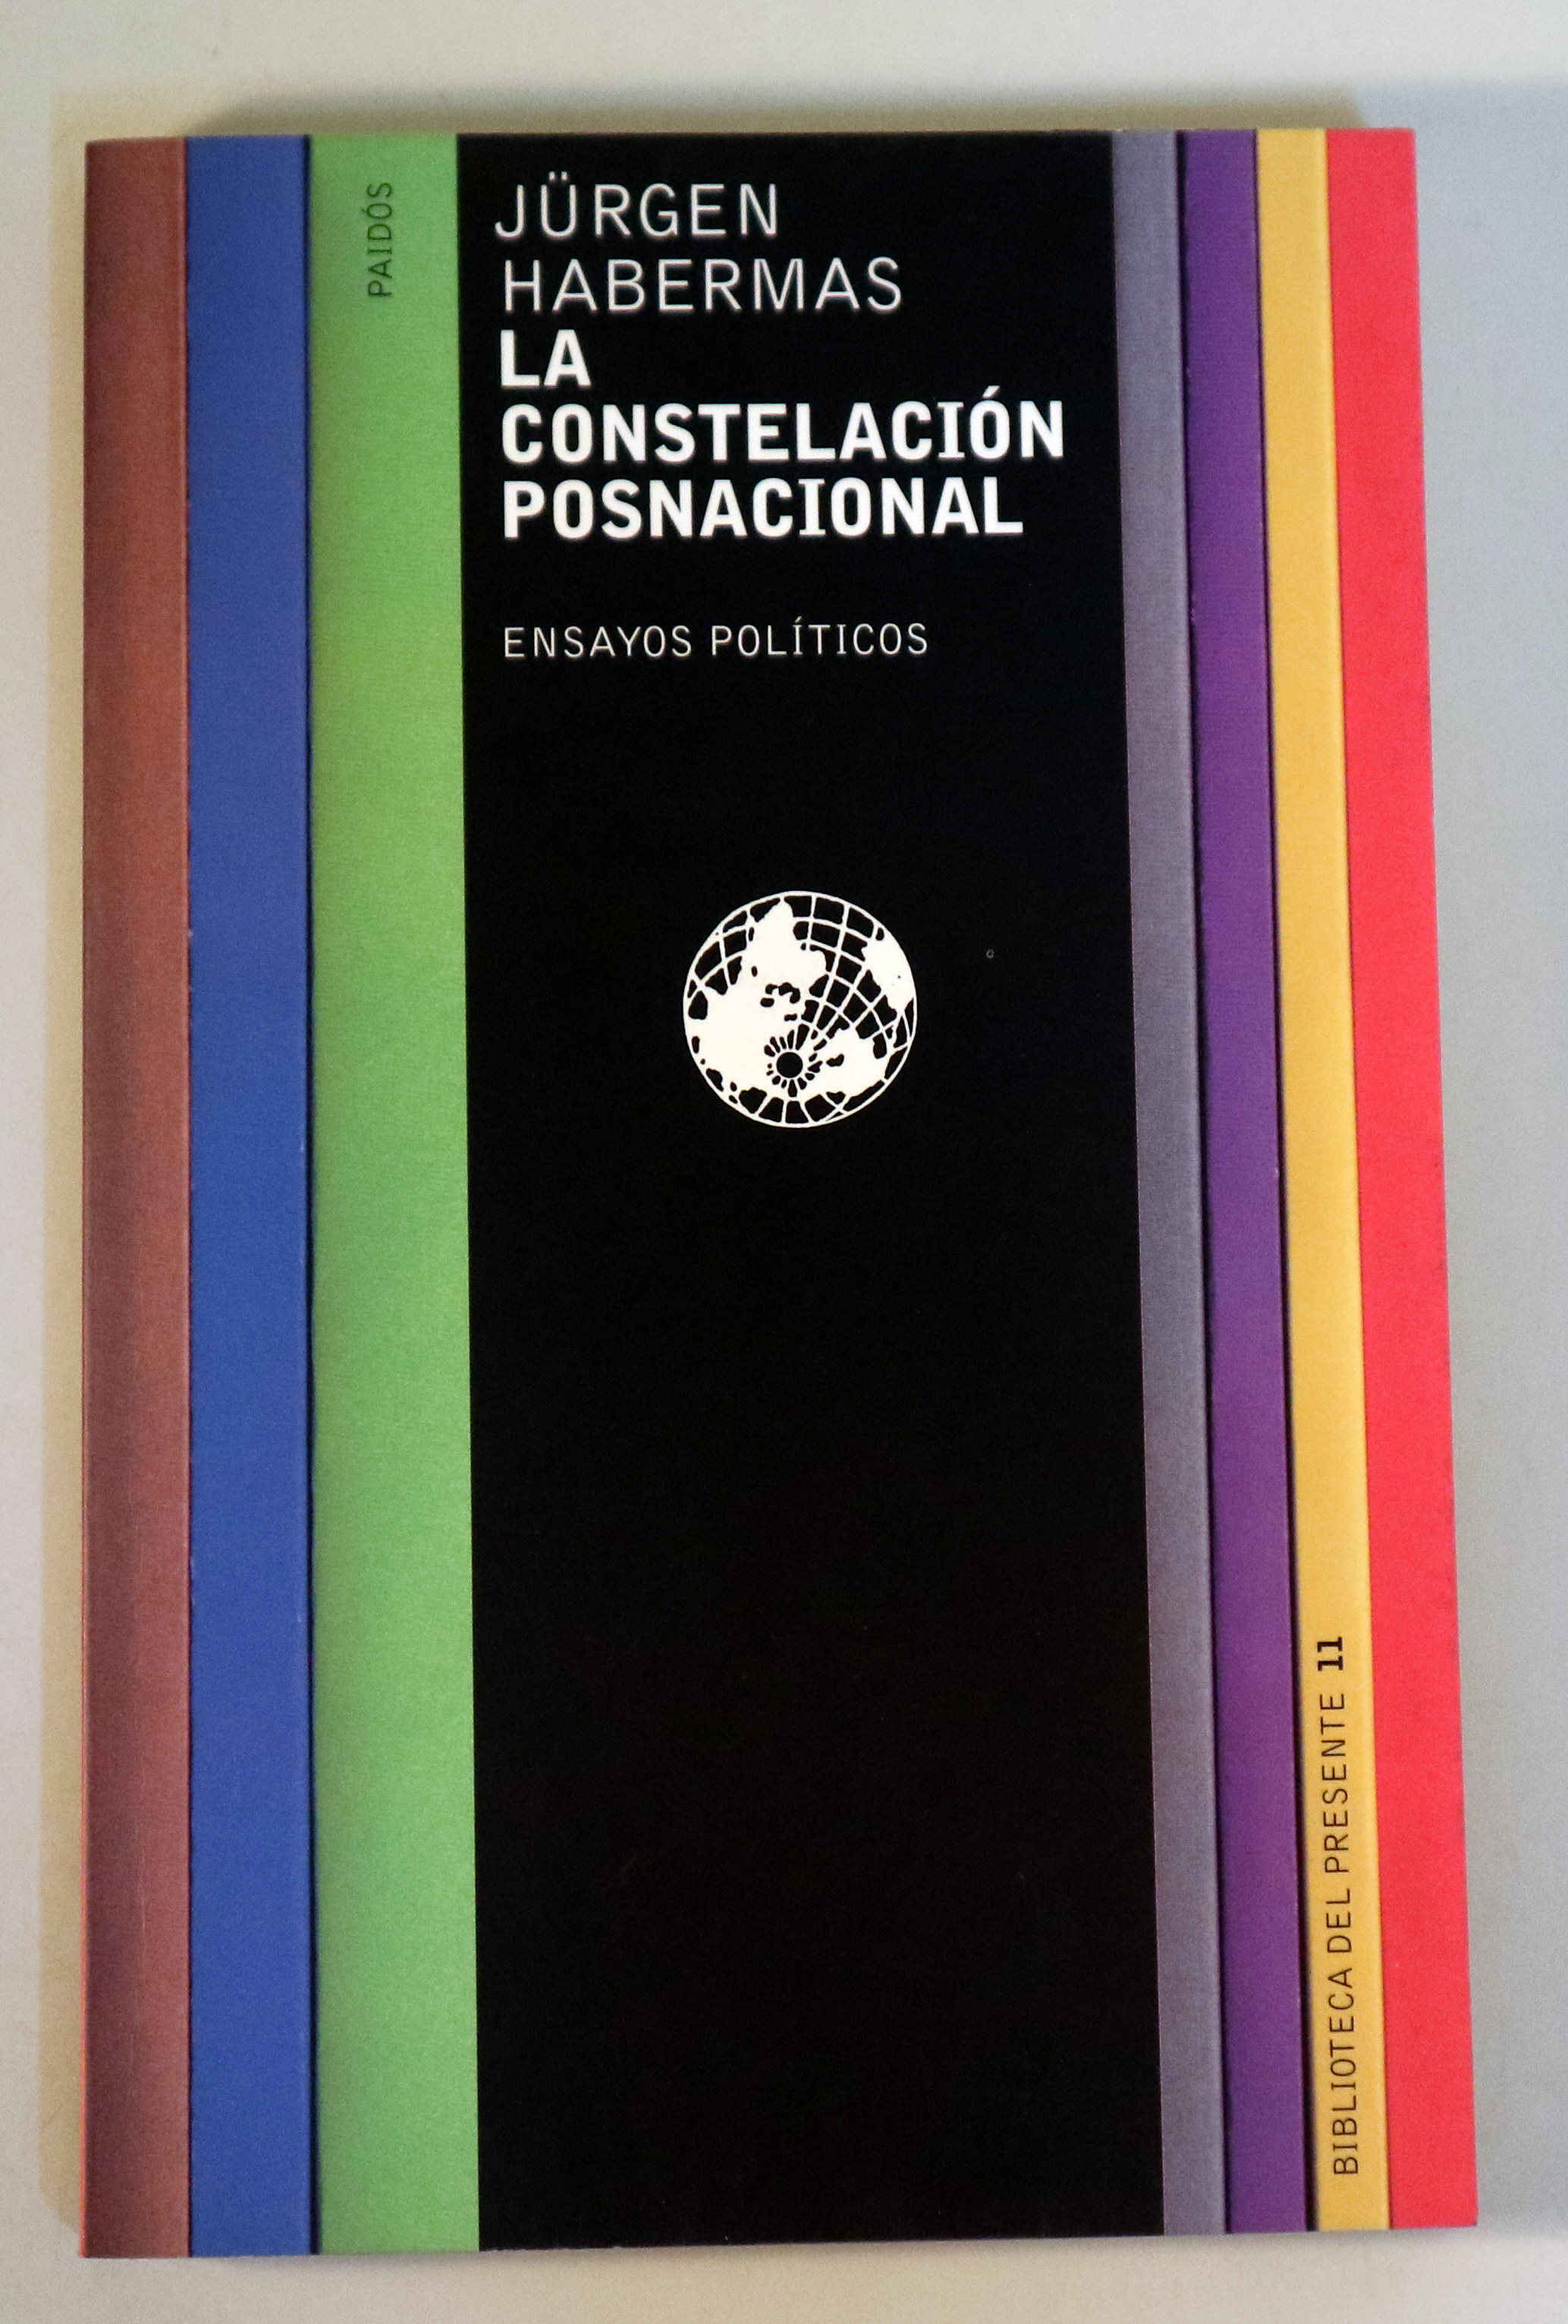 PAIDÓS
JÜRGEN
HABERMAS
LA
CONSTELACIÓN
POSNACIONAL
ENSAYOS POLÍTICOS
BIBLIOTECA DEL PRESENTE 11